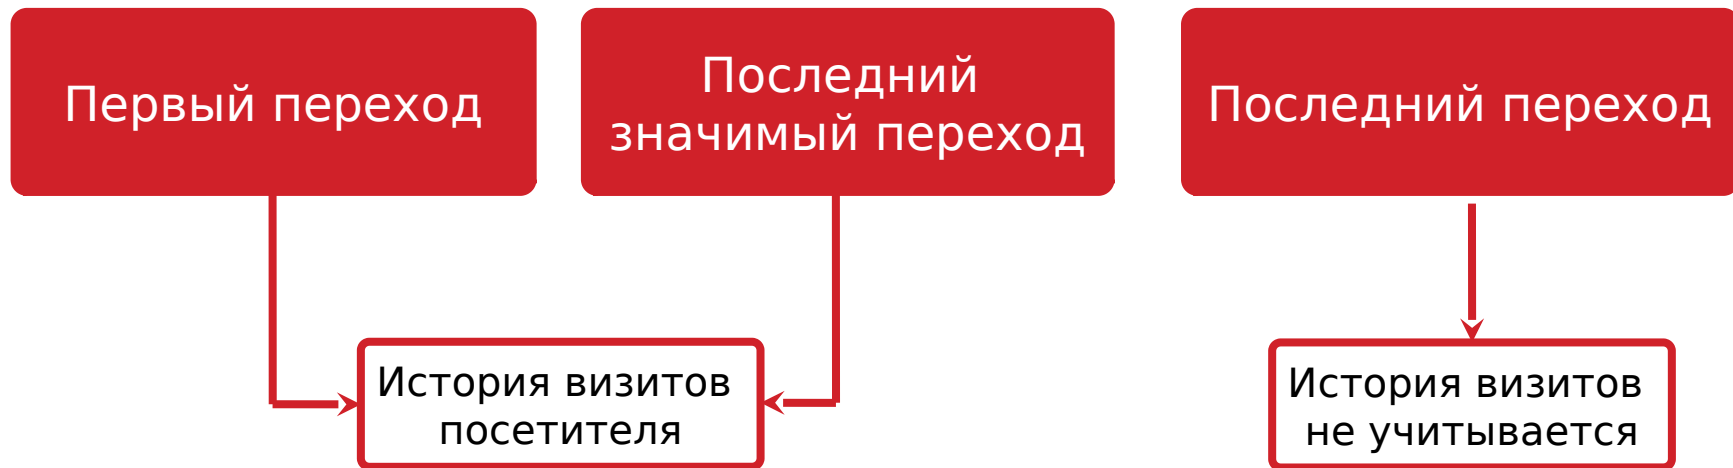 Первый переход
Последний
значимый переход
Последний переход
История визитов
посетителя
История визитов
не учитывается